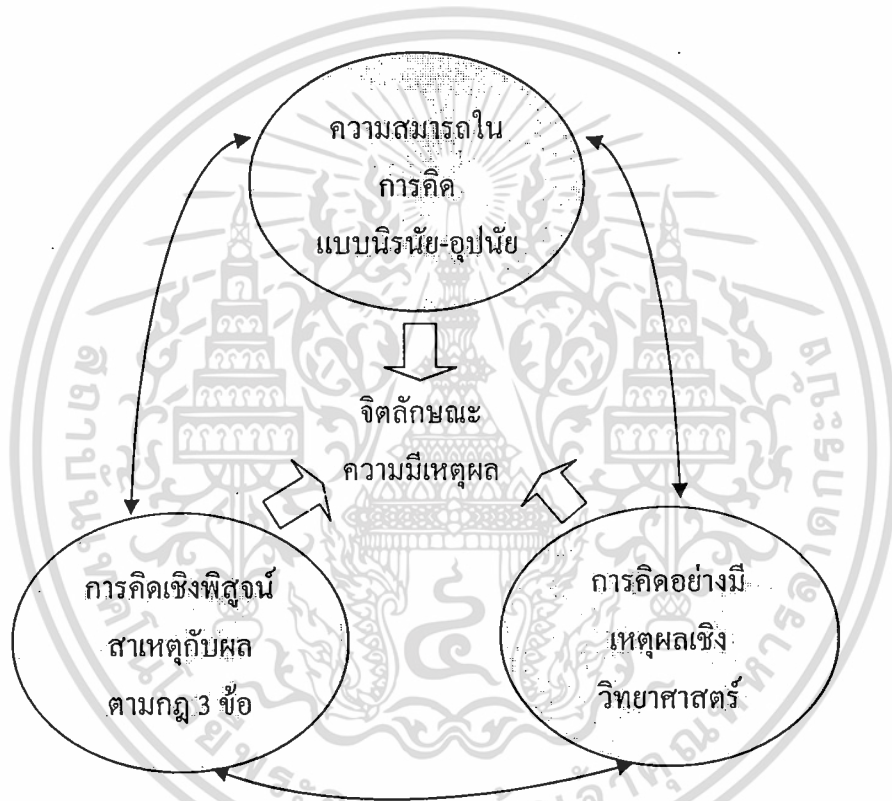 ความสมารถใน
การคิด
แบบนิรนัย-อุปนัย
จิตลักษณะ
ความมีเหตุผล
การคิดเชิงพิสูจน์
สาเหตุกับผล
ตามกฎ 3 ข้อ
การคิดอย่างมี
เหตุผลเชิง
วิทยาศาสตร์